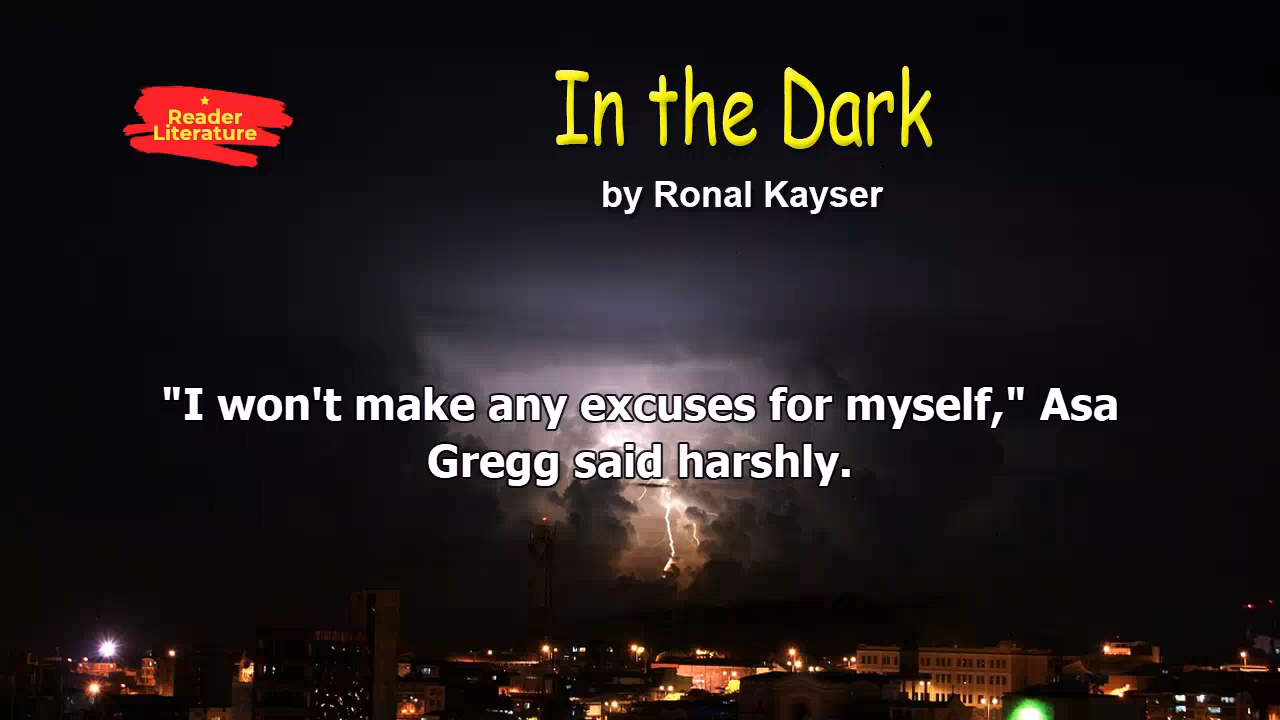 In the Dark
Reader
Literature
by Ronal Kayser
"I won't make any excuses for myself," Asa
Gregg said harshly.